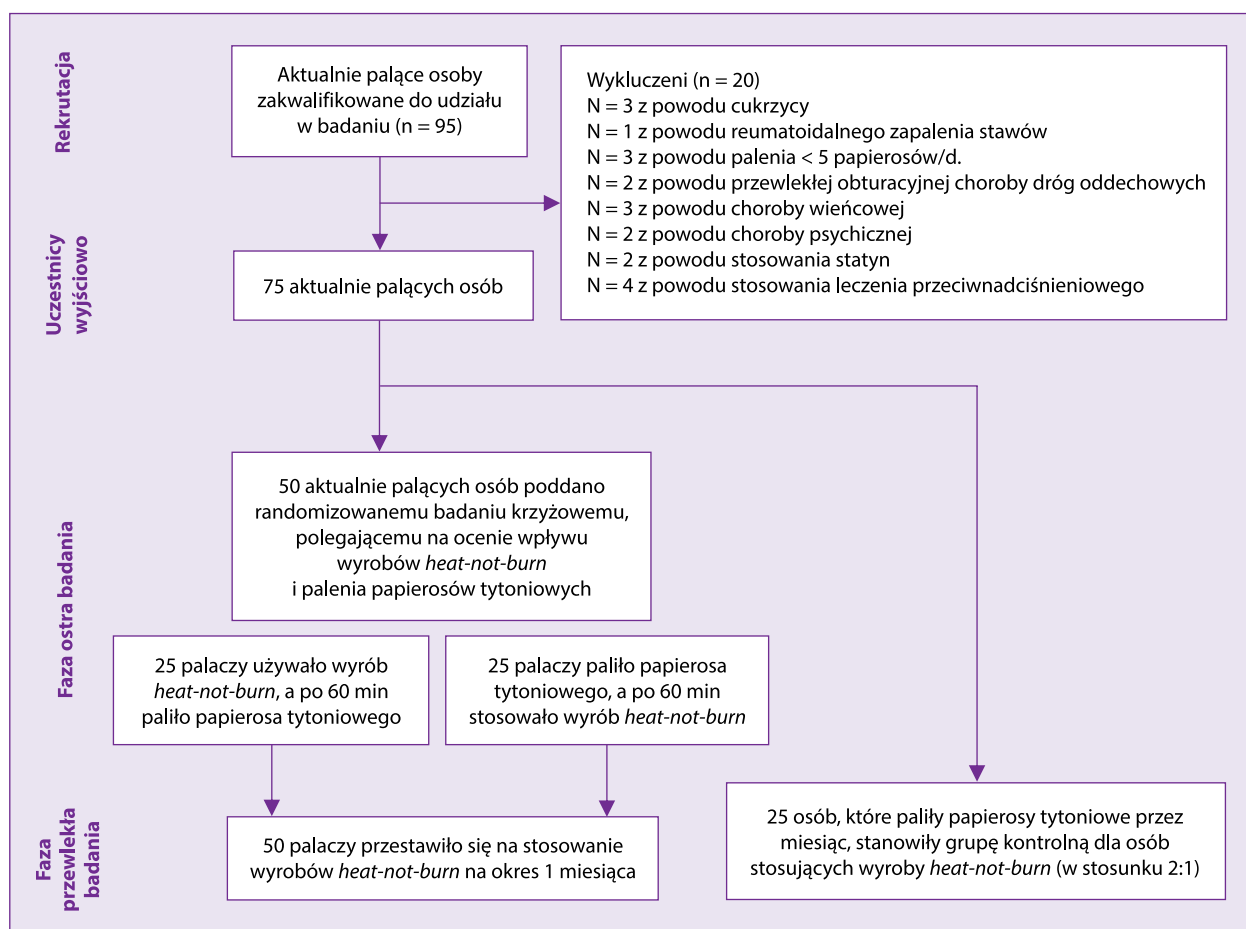 Rekrutacja
Aktualnie palące osoby
zakwalifikowane do udziału
w badaniu (n = 95)
Wykluczeni (n = 20)
N = 3 z powodu cukrzycy
N = 1 z powodu reumatoidalnego zapalenia stawów
N = 3 z powodu palenia < 5 papierosów/d.
N = 2 z powodu przewlekłej obturacyjnej choroby dróg oddechowych
N = 3 z powodu choroby wieńcowej
N = 2 z powodu choroby psychicznej
N = 2 z powodu stosowania statyn
N = 4 z powodu stosowania leczenia przeciwnadciśnieniowego
Uczestnicy
wyjściowo
75 aktualnie palących osób
Faza ostra badania
50 aktualnie palących osób poddano
randomizowanemu badaniu krzyżowemu,
polegającemu na ocenie wpływu
wyrobów heat-not-burn
i palenia papierosów tytoniowych
25 palaczy używało wyrób
heat-not-burn, a po 60 min
paliło papierosa tytoniowego
25 palaczy paliło papierosa
tytoniowego, a po 60 min
stosowało wyrób heat-not-burn
Faza
przewlekła
badania
50 palaczy przestawiło się na stosowanie
wyrobów heat-not-burn na okres 1 miesiąca
25 osób, które paliły papierosy tytoniowe przez
miesiąc, stanowiły grupę kontrolną dla osób
stosujących wyroby heat-not-burn (w stosunku 2:1)